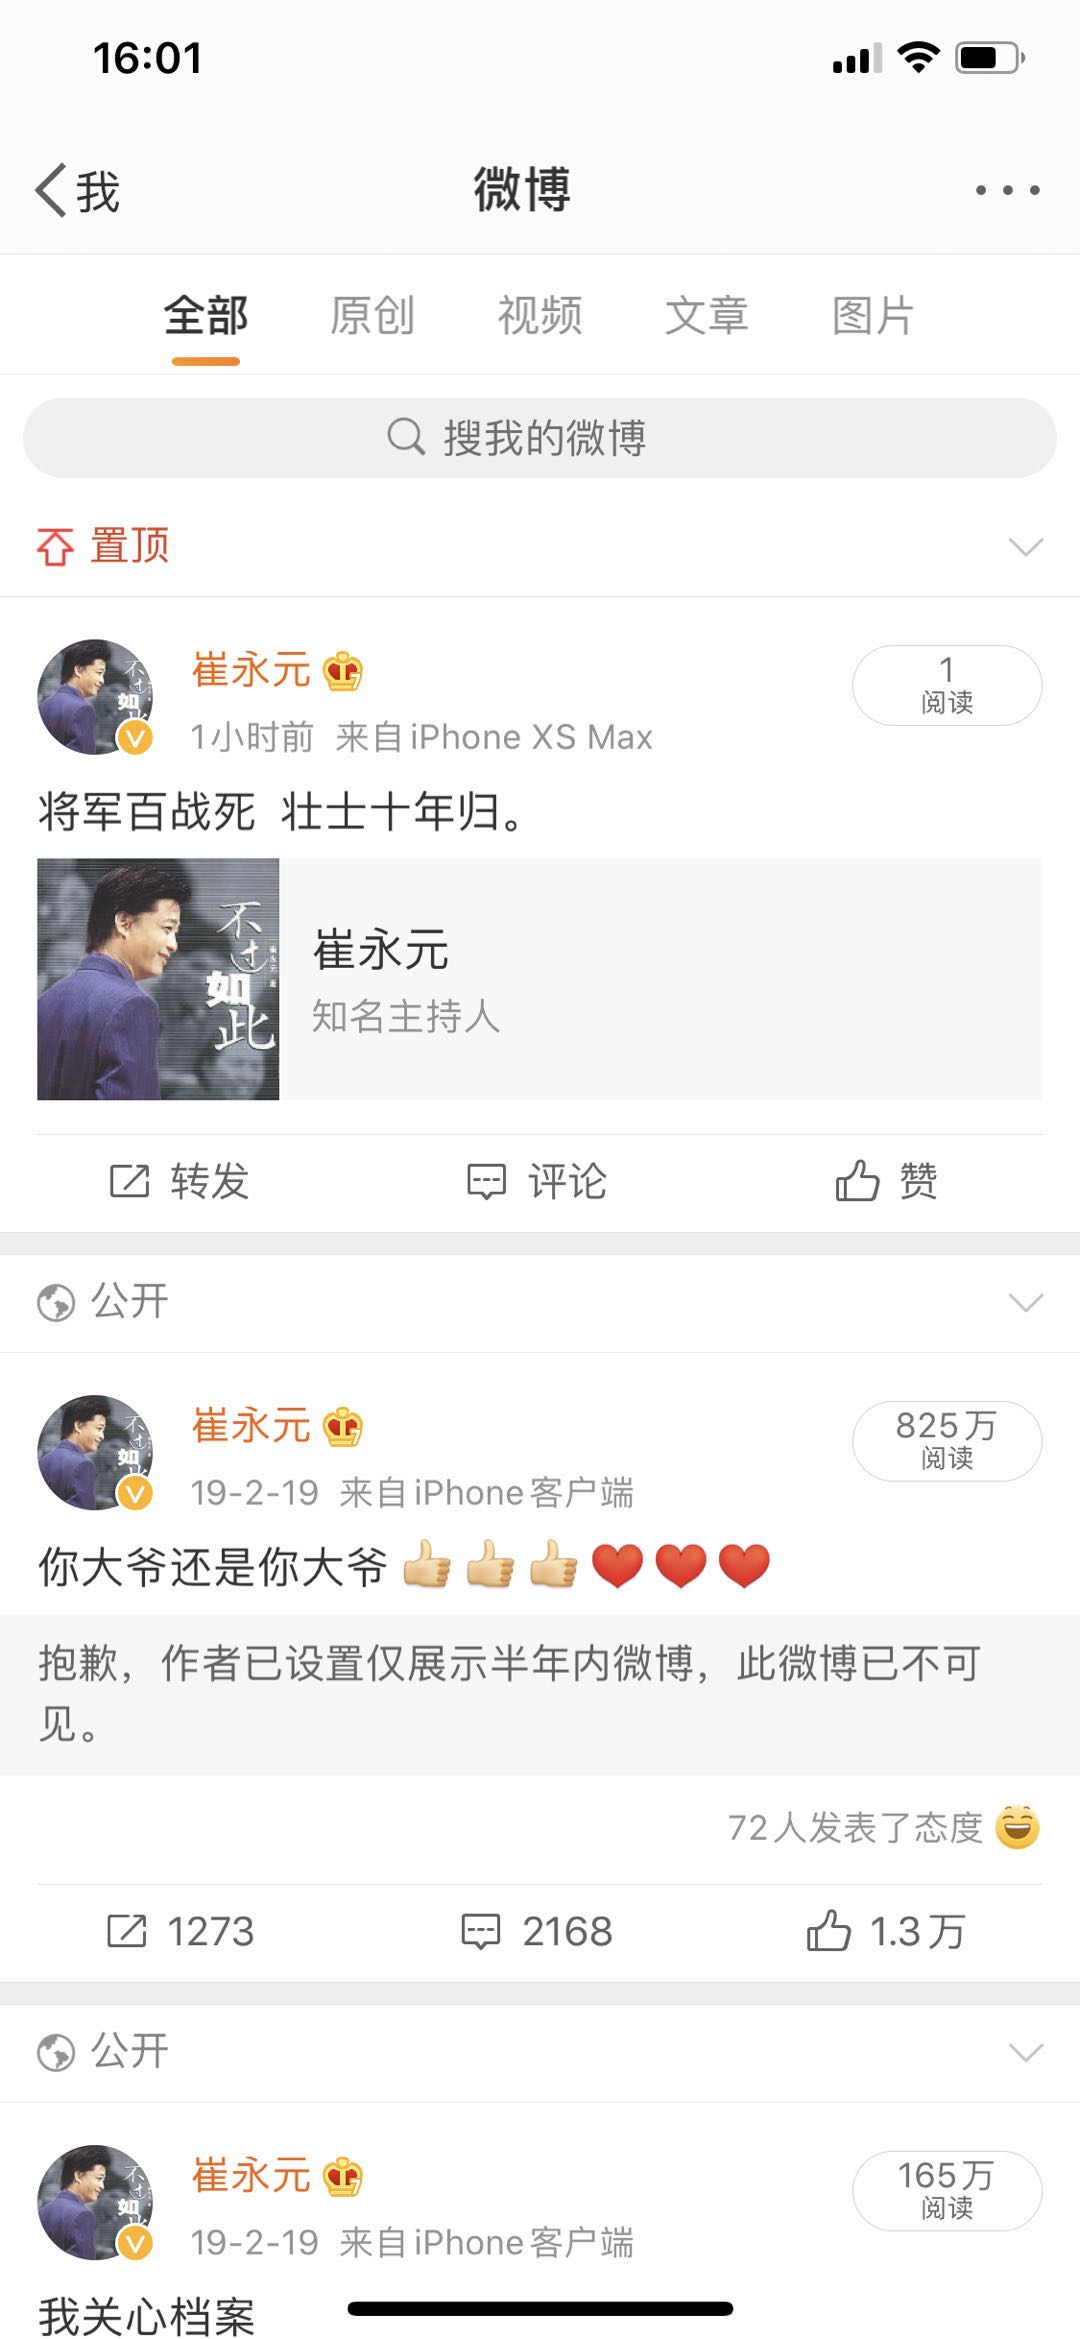 16:01
我
微博
全部 原创 视频 文章 图片
搜我的微博
置顶
崔永元
1
阅读
1小时前 来自iPhone XS Max
将军百战死 壮士十年归。
不过如此
崔永元
知名主持人
转发 评论 赞
公开
崔永元
825万
阅读
19-2-19 来自iPhone客户端
你大爷还是你大爷👍👍👍❤️❤️❤️
抱歉，作者已设置仅展示半年内微博，此微博已不可
见。
72人发表了态度
1273 2168 1.3万
公开
崔永元
165万
阅读
19-2-19 来自iPhone客户端
我关心档案